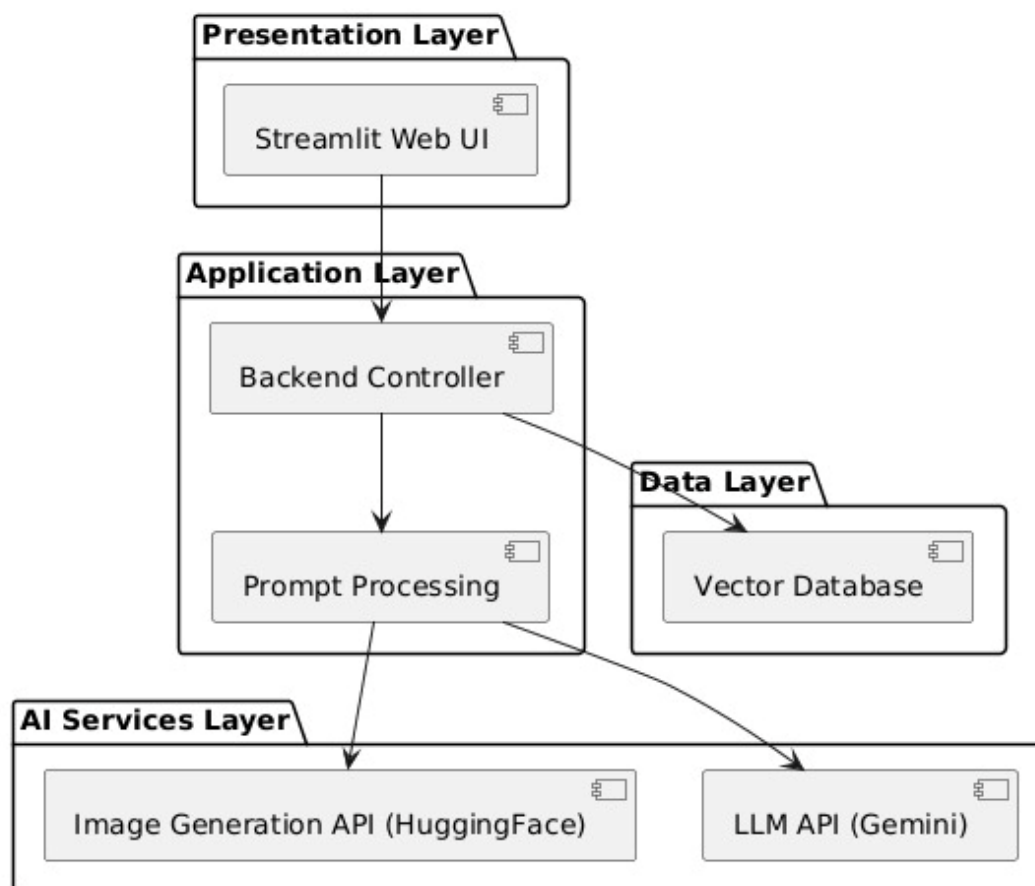 Presentation Layer
Streamlit Web UI
Application Layer
Backend Controller
Data Layer
Prompt Processing
Vector Database
AI Services Layer
Image Generation API (HuggingFace)
LLM API (Gemini)